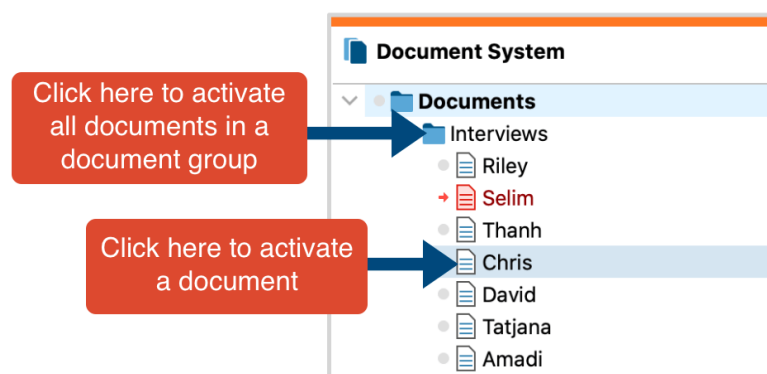 Document System
Click here to activate
all documents in a
document group
Documents
Interviews
Riley
Selim
Thanh
Click here to activate
a document
Chris
David
Tatjana
Amadi